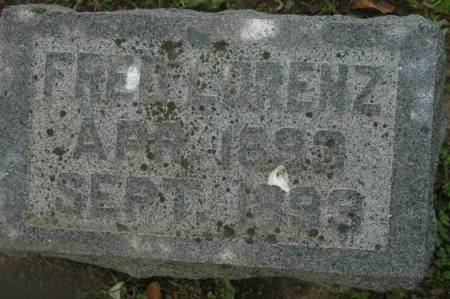 FRED LORENZ
APR. 1893
SEPT. 1893